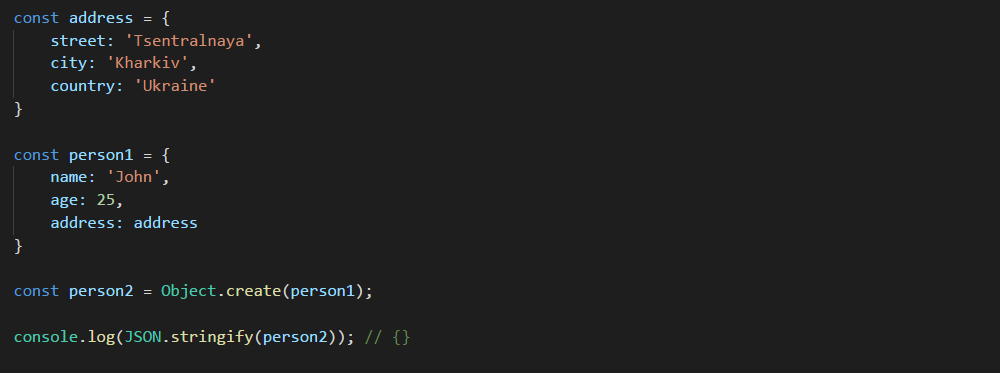 const address = {
    street: 'Tsentralnaya',
    city: 'Kharkiv',
    country: 'Ukraine'
}
const person1 = {
    name: 'John',
    age: 25,
    address: address
}
const person2 = Object.create(person1);
console.log(JSON.stringify(person2)); // {}